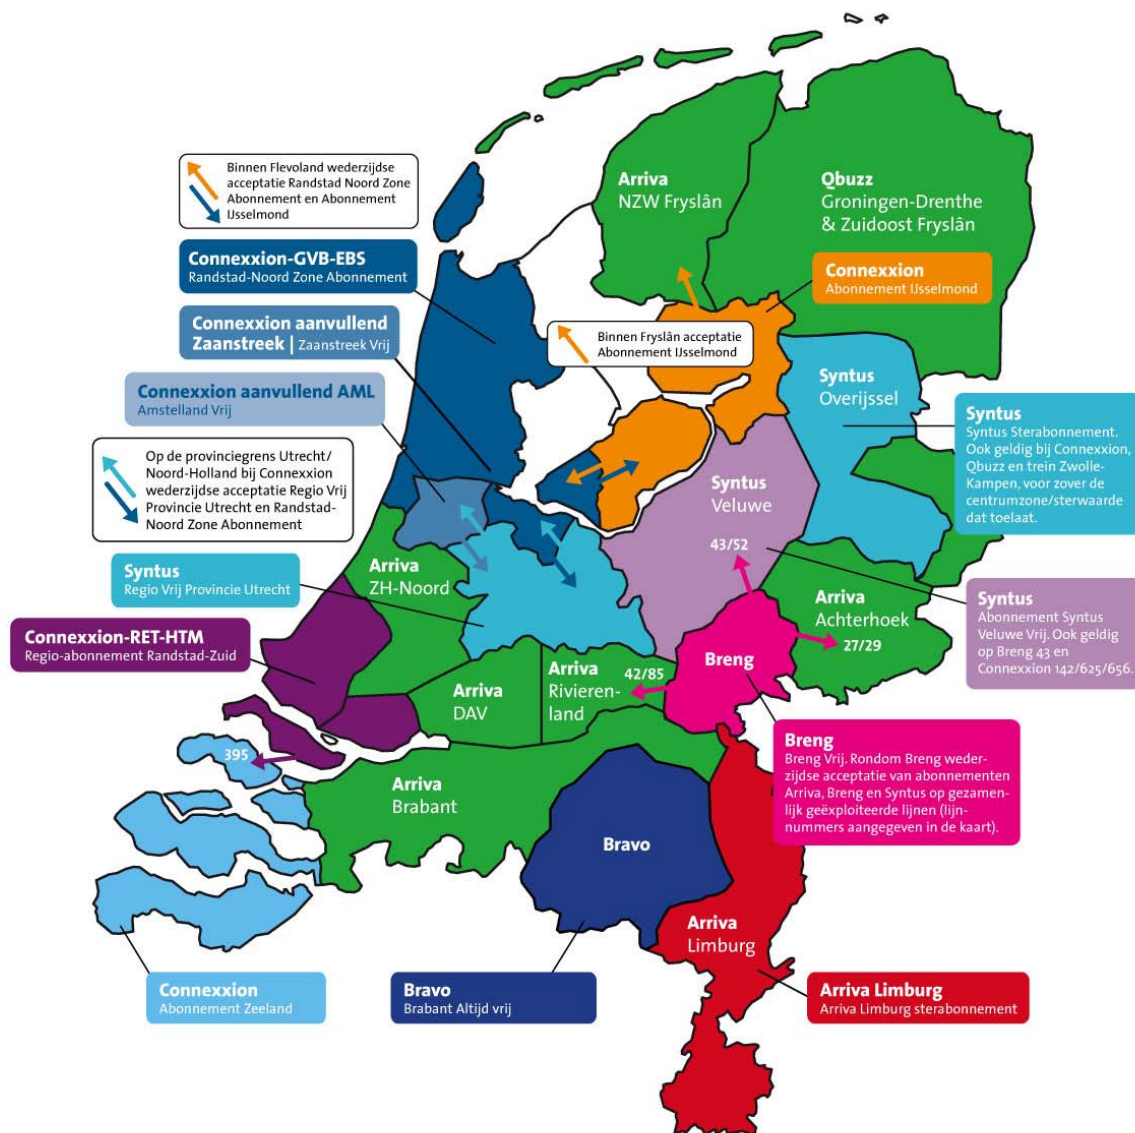 Binnen Flevoland wederzijdse
acceptatie Randstad Noord Zone
Abonnement en Abonnement
IJsselmond
Arriva
NZW Fryslân
Qbuzz
Groningen-Drenthe
& Zuidoost Fryslân
Connexxion-GVB-EBS
Randstad-Noord Zone Abonnement
Connexxion
Abonnement IJsselmond
Connexxion aanvullend
Zaanstreek | Zaanstreek Vrij
Binnen Fryslân acceptatie
Abonnement IJsselmond
Connexxion aanvullend AML
Amstelland Vrij
Syntus
Overijssel
Syntus
Syntus Sterabonnement.
Ook geldig bij Connexxion,
Qbuzz en trein Zwolle-
Kampen, voor zover de
centrumzone/sterwaarde
dat toelaat.
Op de provinciegrens Utrecht/
Noord-Holland bij Connexxion
wederzijdse acceptatie Regio Vrij
Provincie Utrecht en Randstad-
Noord Zone Abonnement
Syntus
Veluwe
43/52
Syntus
Regio Vrij Provincie Utrecht
Arriva
ZH-Noord
Arriva
Achterhoek
27/29
Syntus
Abonnement Syntus
Veluwe Vrij. Ook geldig
op Breng 43 en
Connexxion 142/625/656.
Connexxion-RET-HTM
Regio-abonnement Randstad-Zuid
Breng
Arriva
DAV
Arriva
Rivieren-
land
42/85
Breng
Breng Vrij. Rondom Breng weder-
zijdse acceptatie van abonnementen
Arriva, Breng en Syntus op gezamen-
lijk geëxploiteerde lijnen (lijn-
nummers aangegeven in de kaart).
395
Arriva
Brabant
Bravo
Arriva
Limburg
Connexxion
Abonnement Zeeland
Bravo
Brabant Altijd vrij
Arriva Limburg
Arriva Limburg sterabonnement